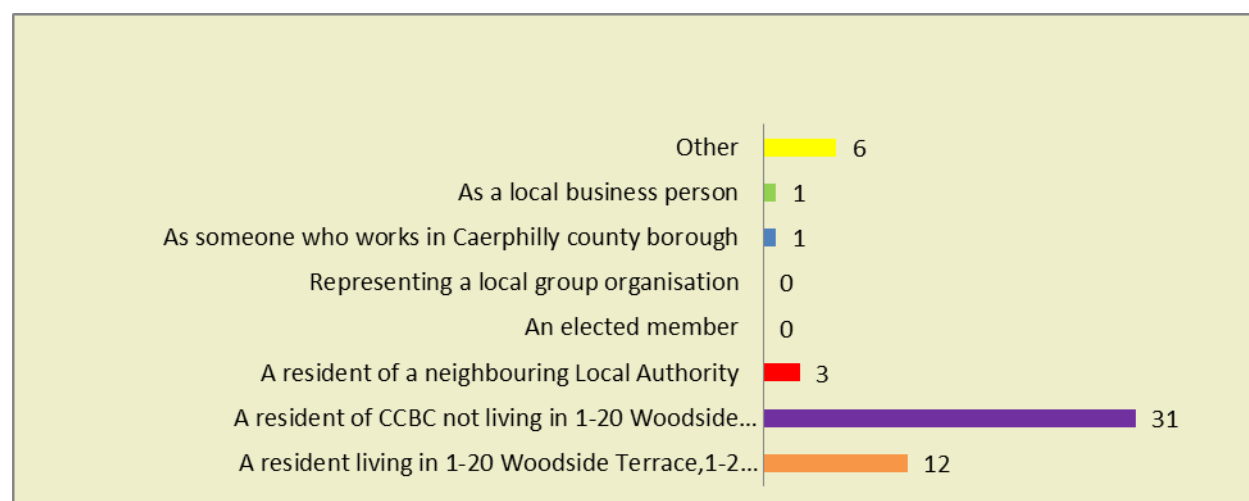 Other 6
As a local business person 1
As someone who works in Caerphilly county borough 1
Representing a local group organisation 0
An elected member 0
A resident of a neighbouring Local Authority 3
A resident of CCBC not living in 1-20 Woodside... 31
A resident living in 1-20 Woodside Terrace,1-2... 12